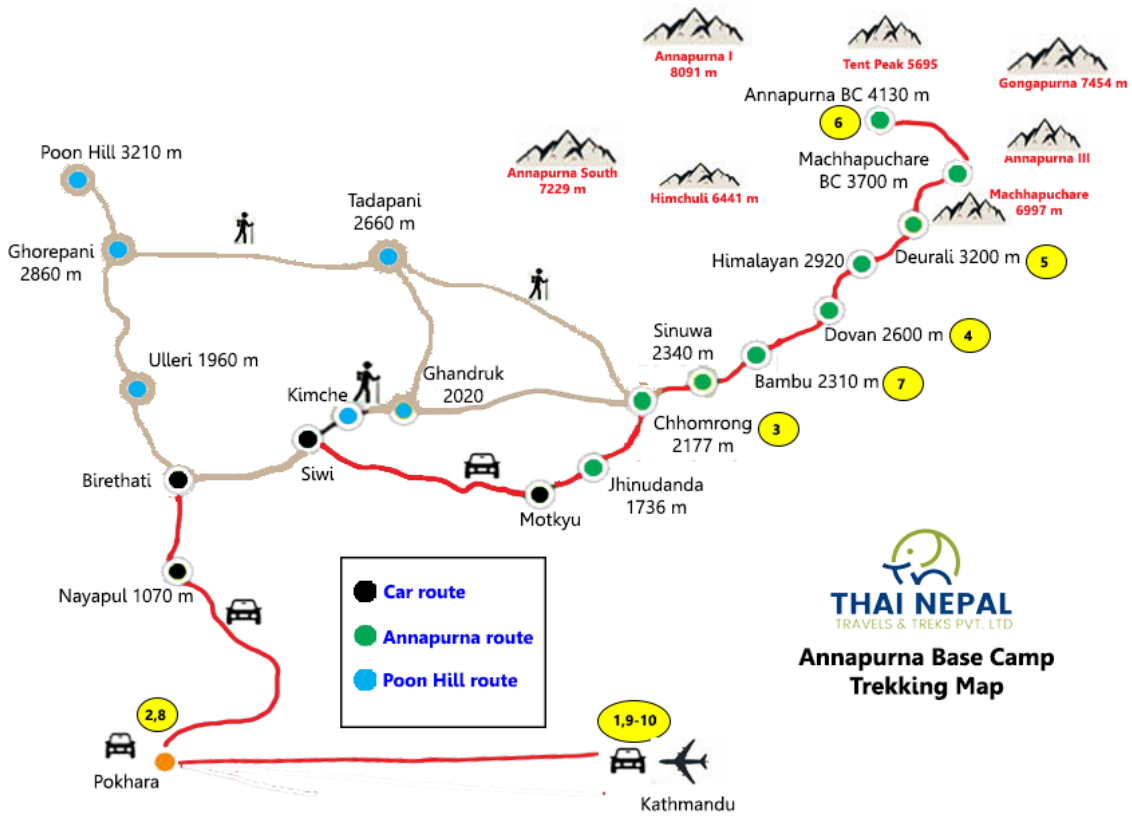 Annapurna I
8091 m
Tent Peak 5695
Gongapurna 7454 m
Annapurna BC 4130 m
6
Poon Hill 3210 m
Annapurna South
7229 m
Himchuli 6441 m
Machhapuchare
BC 3700 m
Annapurna III
Machhapuchare
6997 m
Tadapani
2660 m
Ghorepani
2860 m
Himalayan 2920
Deurali 3200 m
5
Ulleri 1960 m
Sinuwa
2340 m
Dovan 2600 m
4
Kimche
Ghandruk
2020
Bambu 2310 m
7
Chhomrong
2177 m
3
Birethati
Siwi
Jhinudanda
1736 m
Motkyu
Nayapul 1070 m
Car route
Annapurna route
Poon Hill route
THAI NEPAL
TRAVELS & TREKS PVT. LTD
Annapurna Base Camp
Trekking Map
2,8
1,9-10
Pokhara
Kathmandu